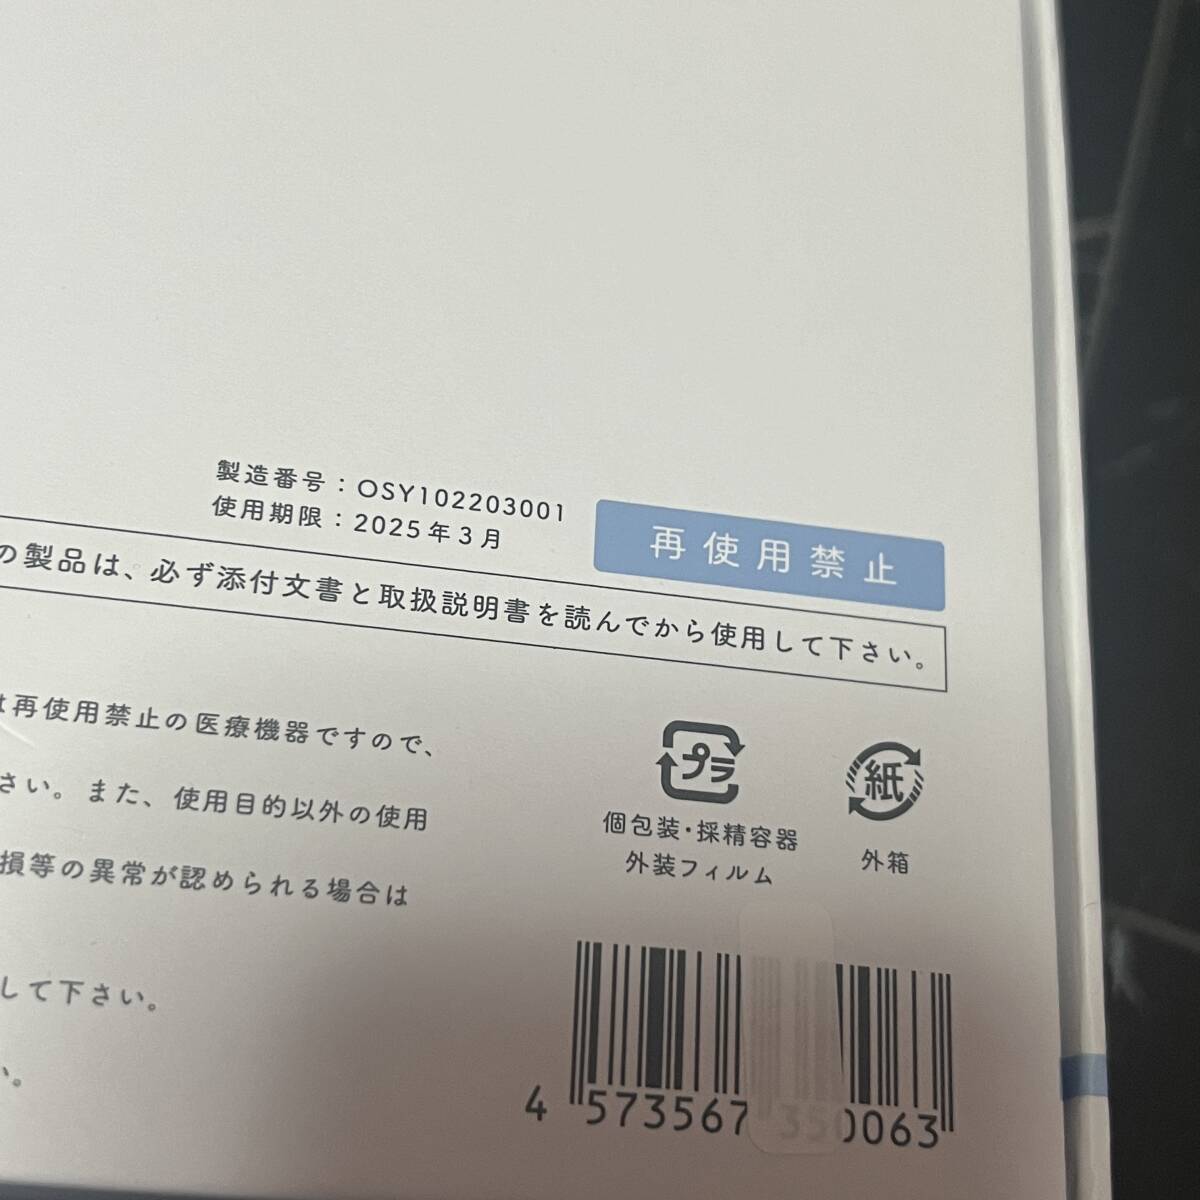 製造番号：OSY102203001
使用期限：2025年3月
再使用禁止
の製品は、必ず添付文書と取扱説明書を読んでから使用して下さい。
は再使用禁止の医療機器ですので、
さい。また、使用目的以外の使用
損等の異常が認められる場合は
して下さい。
い。
プラ
個包装・採精容器
外装フィルム
紙
外箱
4 573567 350063